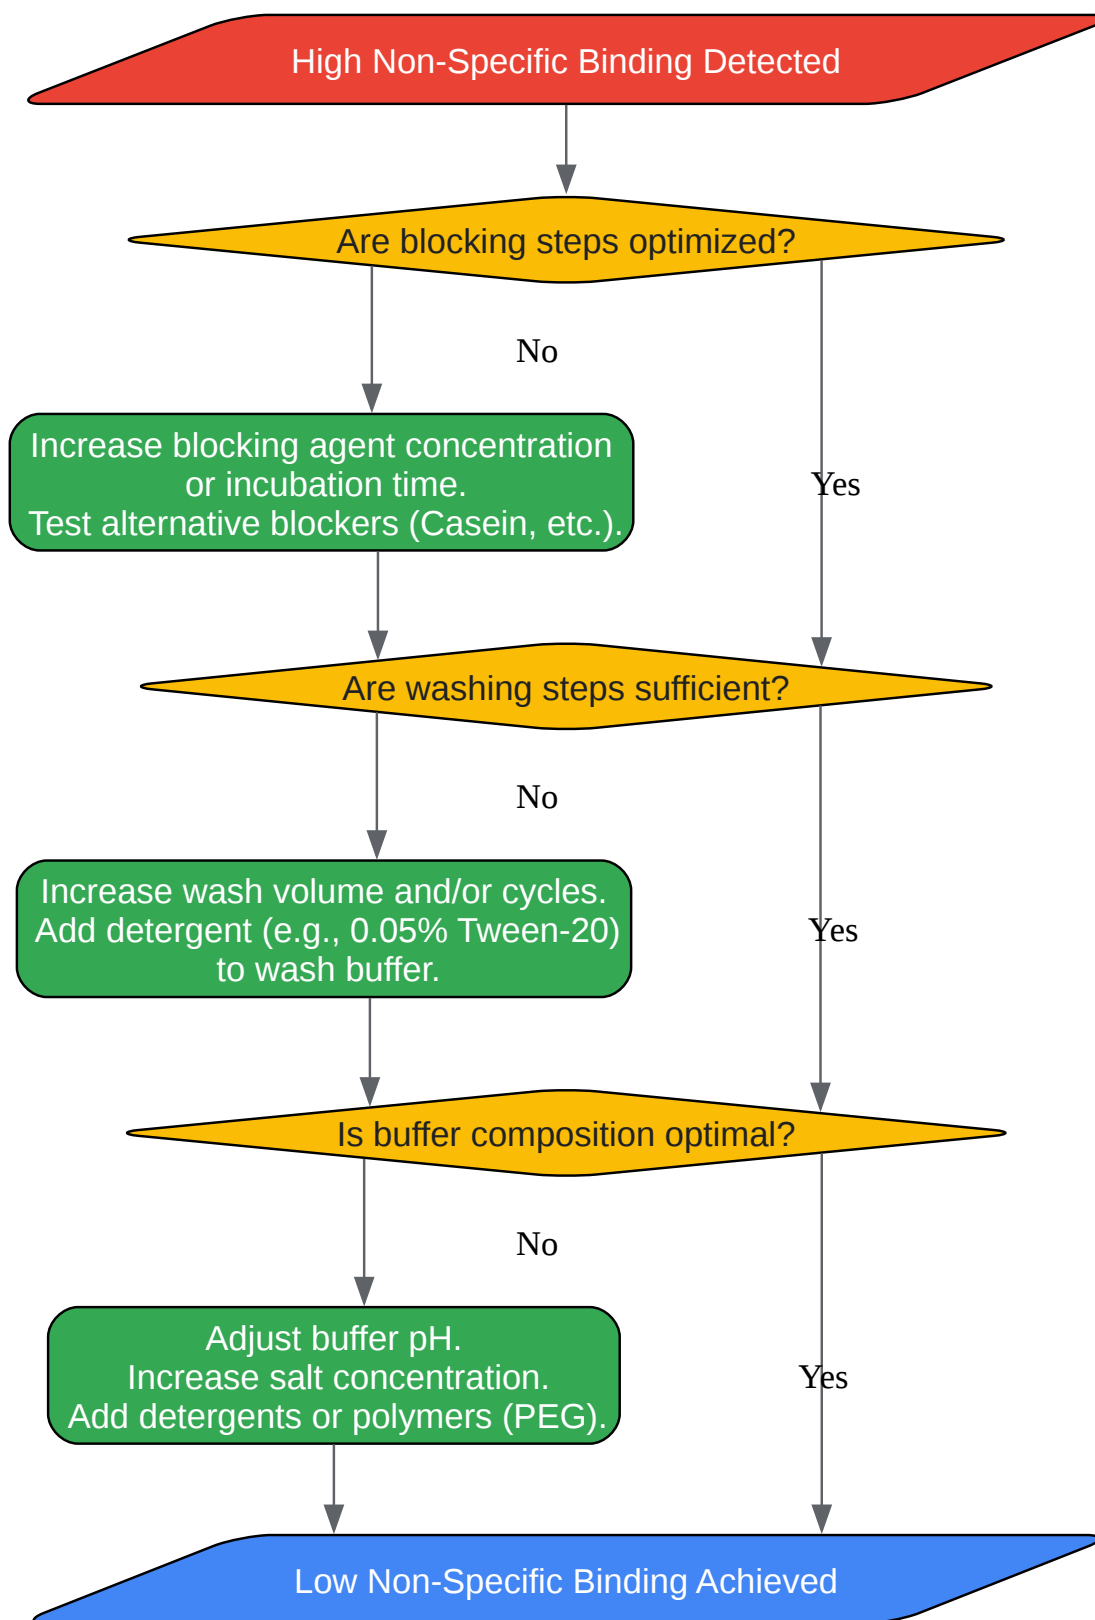 High Non-Specific Binding Detected
Are blocking steps optimized?
No
Increase blocking agent concentration
or incubation time.
Test alternative blockers (Casein, etc.).
Yes
Are washing steps sufficient?
No
Increase wash volume and/or cycles.
Add detergent (e.g., 0.05% Tween-20)
to wash buffer.
Yes
Is buffer composition optimal?
No
Adjust buffer pH.
Increase salt concentration.
Add detergents or polymers (PEG).
Yes
Low Non-Specific Binding Achieved